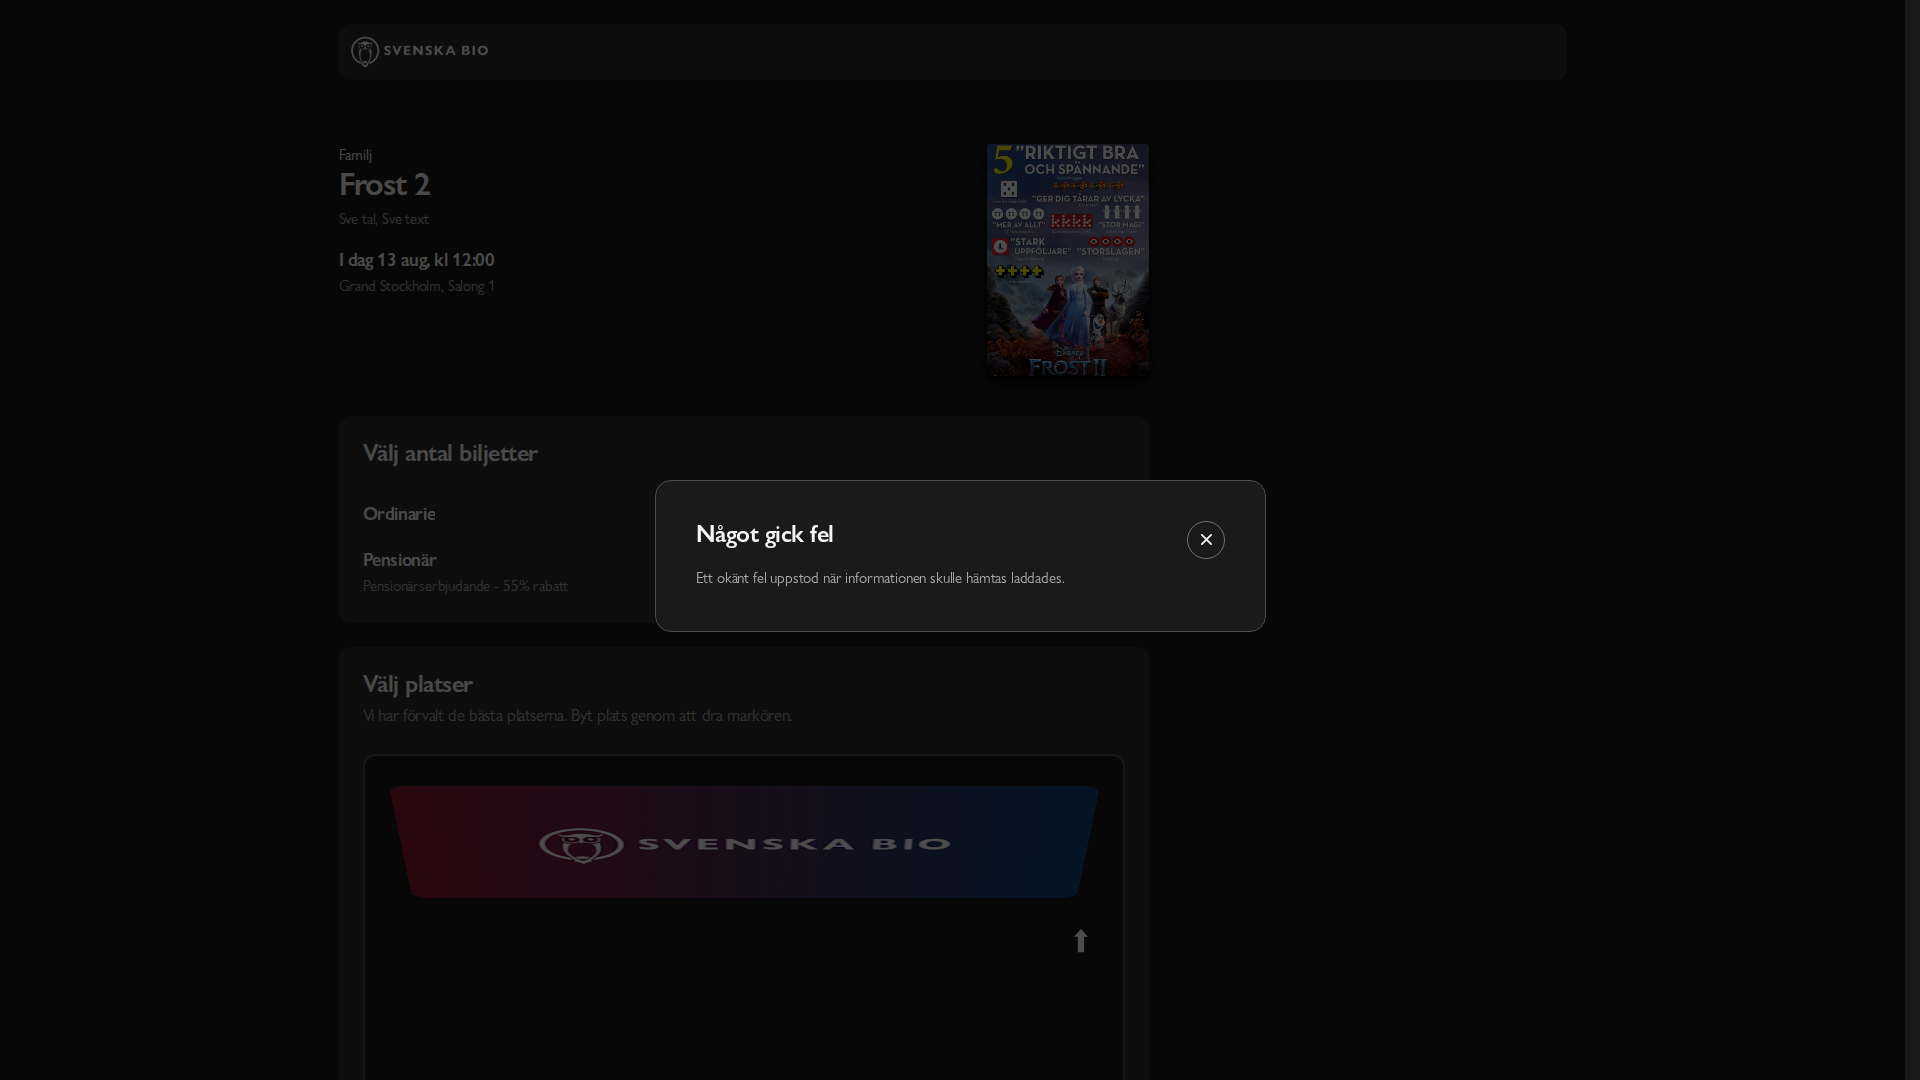 SVENSKA BIO
Familj
Frost 2
Sve tal, Sve text
I dag 13 aug, kl 12:00
Grand Stockholm, Salong 1
5 "RIKTIGT BRA
OCH SPÄNNANDE"
"GER DIG TÅRAR AV LYCKA"
"MER AV ALLT"
"STOR MAGI"
"STARK
UPPFÖLJARE"
"STORSLAGEN"
Disney
FROST II
Välj antal biljetter
Ordinarie
Pensionär
Pensionärserbjudande - 55% rabatt
Något gick fel
Ett okänt fel uppstod när informationen skulle hämtas laddades.
Välj platser
Vi har förvalt de bästa platserna. Byt plats genom att dra markören.
SVENSKA BIO